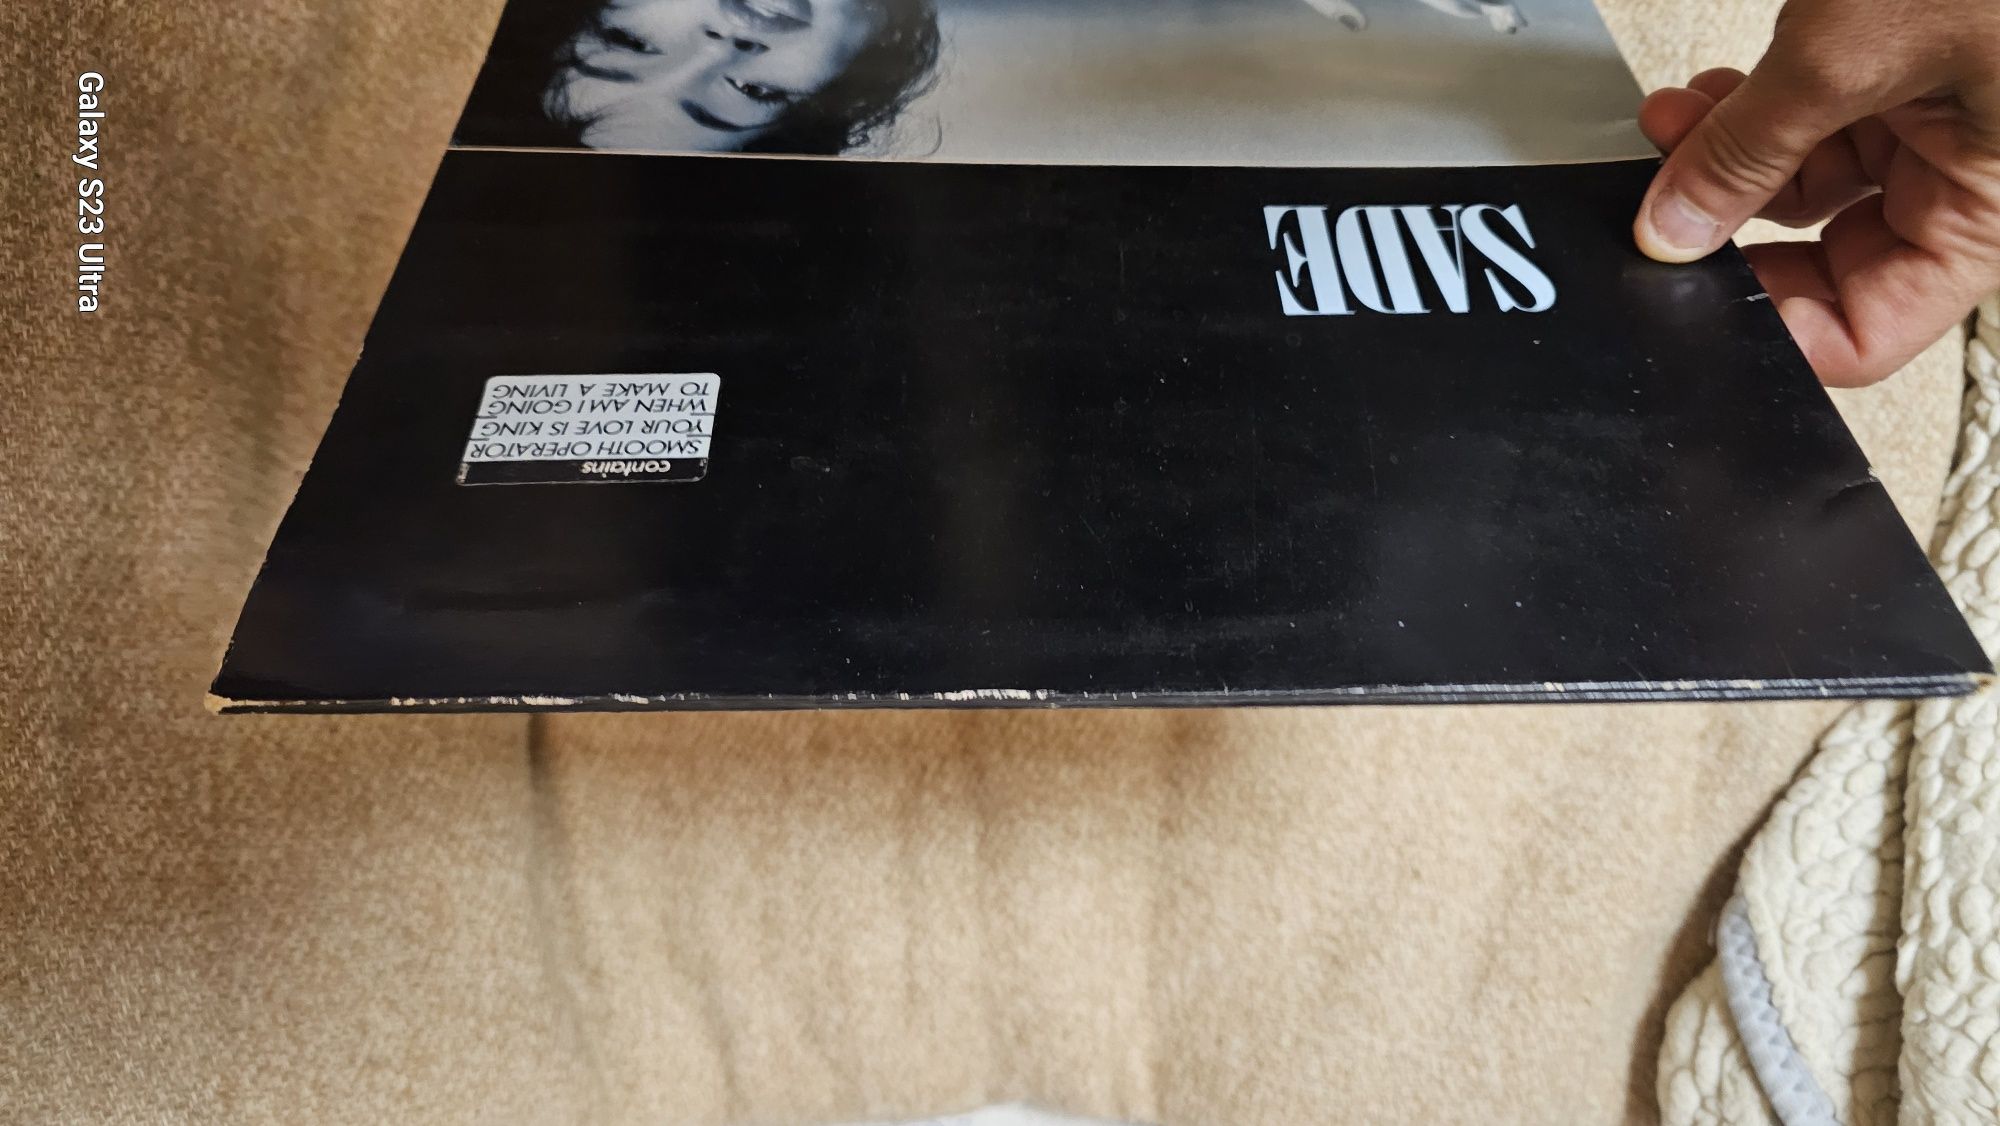 SADE
contains
SMOOTH OPERATOR
YOUR LOVE IS KING
WHEN AM I GOING
TO MAKE A LIVING
Galaxy S23 Ultra